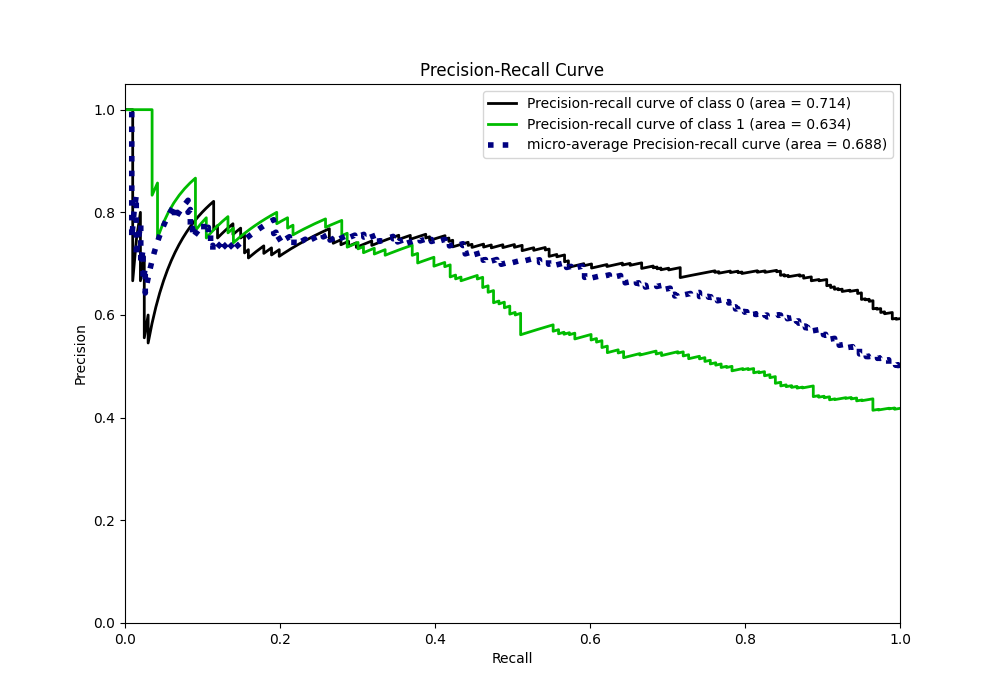 Precision-Recall Curve
Precision-recall curve of class 0 (area = 0.714)
Precision-recall curve of class 1 (area = 0.634)
micro-average Precision-recall curve (area = 0.688)
1.0
0.8
0.6
0.4
0.2
0.0
Precision
0.0 0.2 0.4 0.6 0.8 1.0
Recall